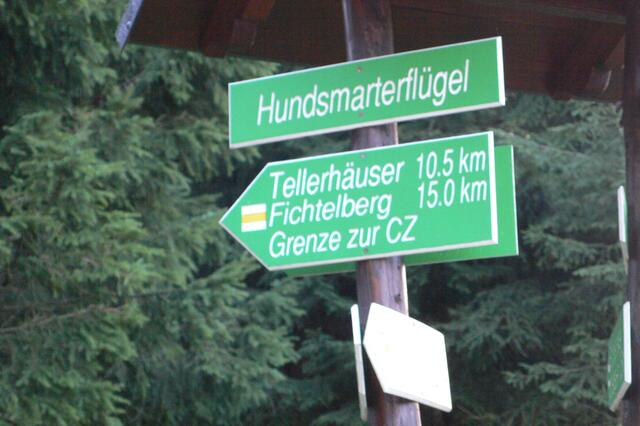 Hundsmarterflügel
Tellerhäuser 10.5 km
Fichtelberg 15.0 km
Grenze zur CZ